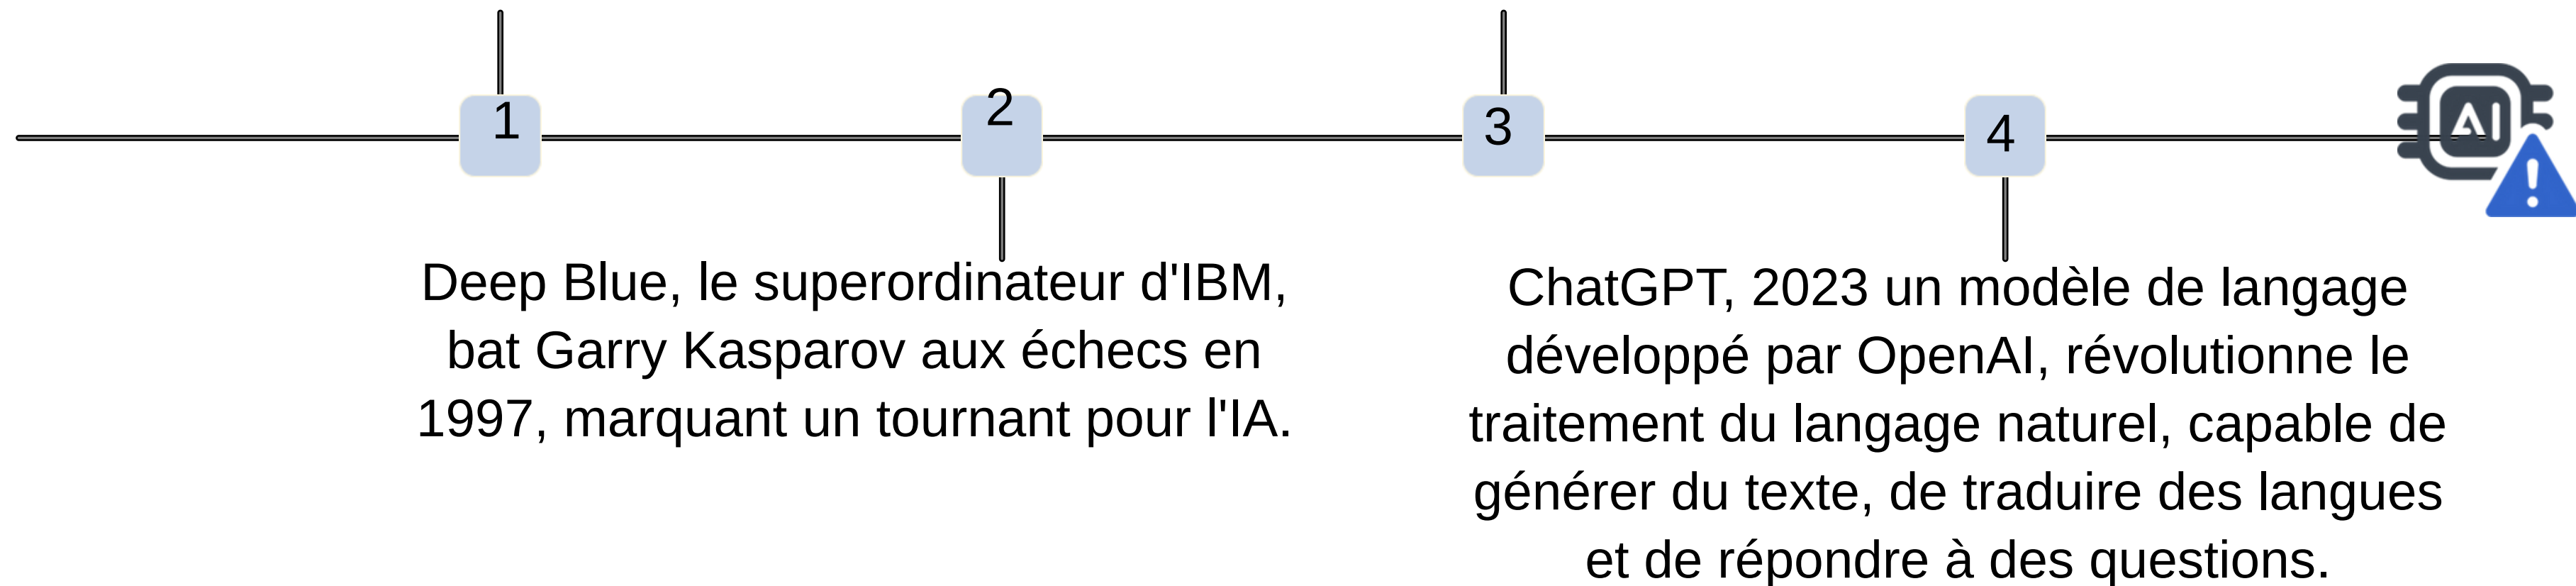 1
2
3
4
AI
Deep Blue, le superordinateur d'IBM,
bat Garry Kasparov aux échecs en
1997, marquant un tournant pour l'IA.
ChatGPT, 2023 un modèle de langage
développé par OpenAI, révolutionne le
traitement du langage naturel, capable de
générer du texte, de traduire des langues
et de répondre à des questions.